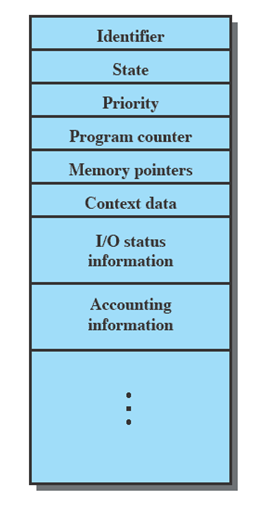 Identifier
State
Priority
Program counter
Memory pointers
Context data
I/O status
information
Accounting
information